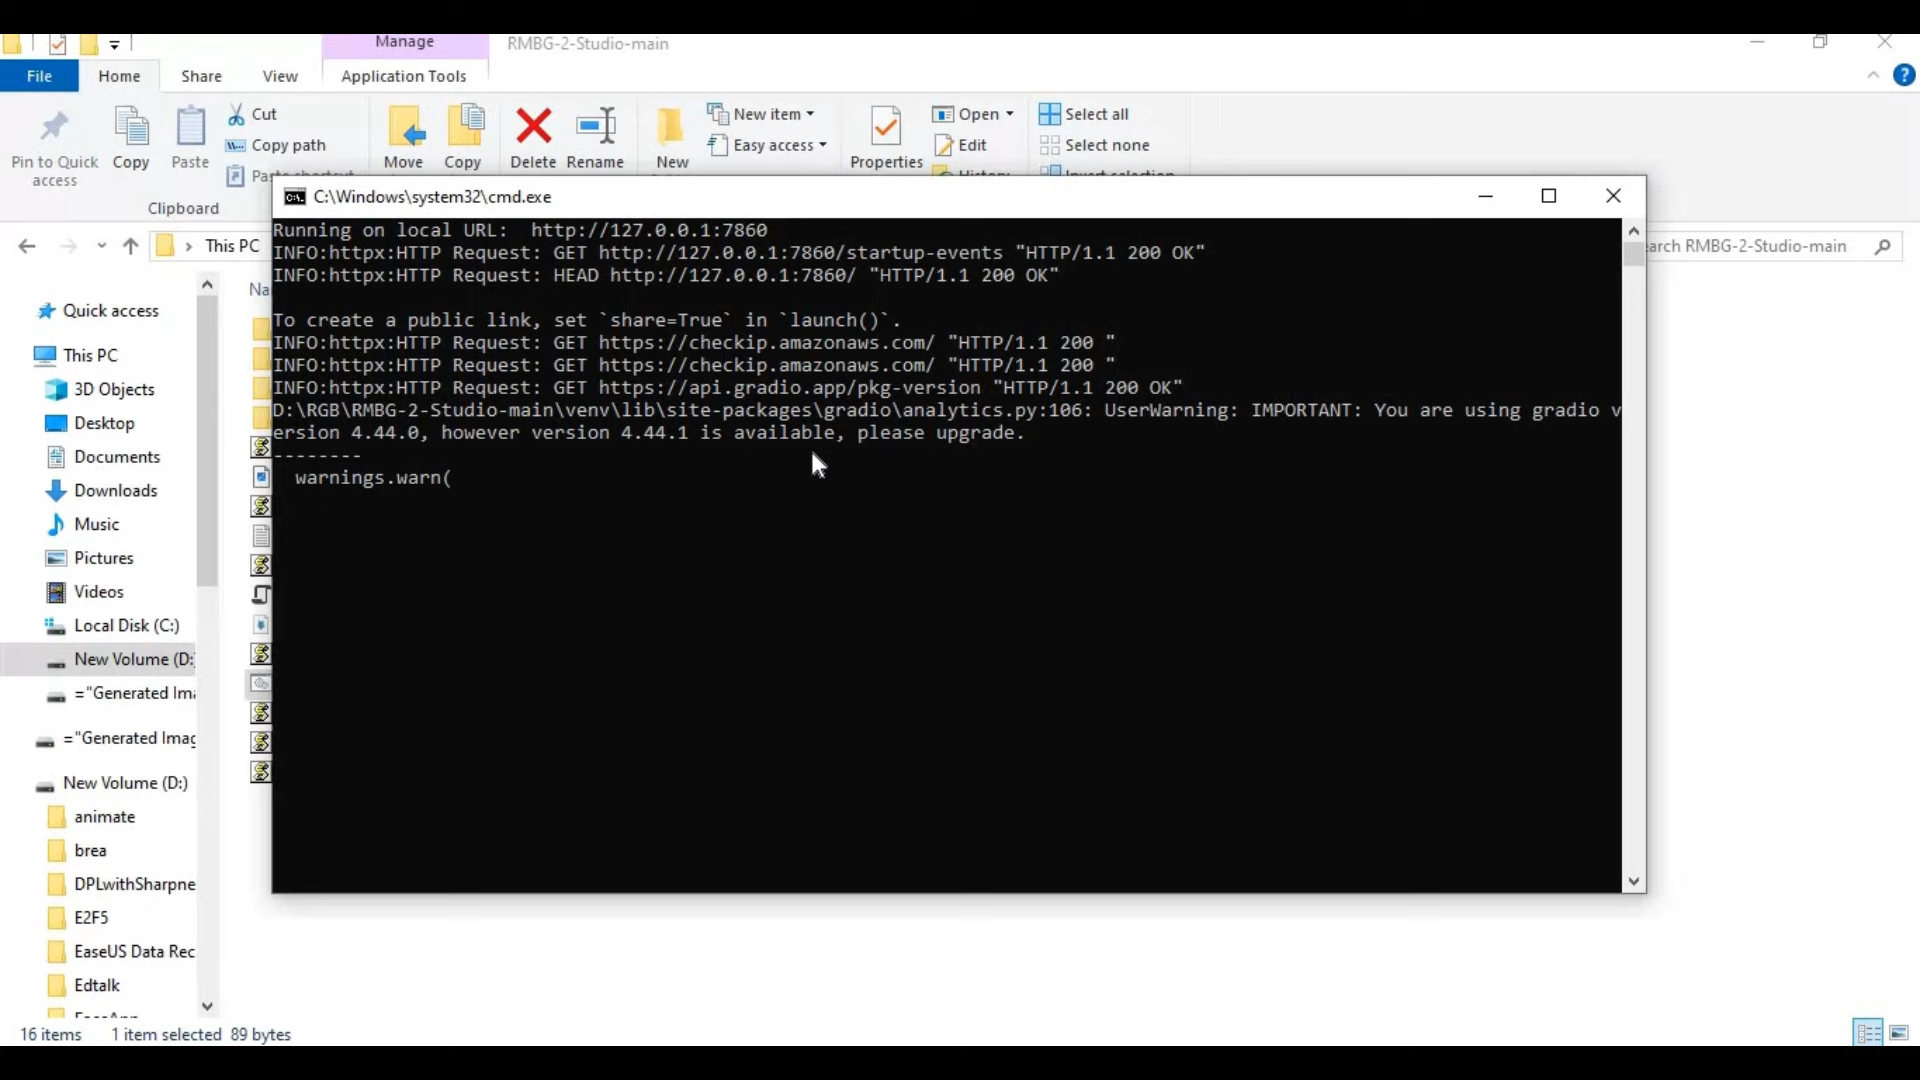 Manage
RMBG-2-Studio-main
File
Home
Share
View
Application Tools
Pin to Quick access
Copy
Paste
Cut
Copy path
Paste shortcut
Clipboard
Move
Copy
Delete
Rename
New
New item
Easy access
Properties
Open
Edit
History
Select all
Select none
Invert selection
This PC
earch RMBG-2-Studio-main
C:\Windows\system32\cmd.exe
Running on local URL:  http://127.0.0.1:7860
INFO:httpx:HTTP Request: GET http://127.0.0.1:7860/startup-events "HTTP/1.1 200 OK"
INFO:httpx:HTTP Request: HEAD http://127.0.0.1:7860/ "HTTP/1.1 200 OK"
To create a public link, set `share=True` in `launch()`.
INFO:httpx:HTTP Request: GET https://checkip.amazonaws.com/ "HTTP/1.1 200 "
INFO:httpx:HTTP Request: GET https://checkip.amazonaws.com/ "HTTP/1.1 200 "
INFO:httpx:HTTP Request: GET https://api.gradio.app/pkg-version "HTTP/1.1 200 OK"
D:\RGB\RMBG-2-Studio-main\venv\lib\site-packages\gradio\analytics.py:106: UserWarning: IMPORTANT: You are using gradio v
ersion 4.44.0, however version 4.44.1 is available, please upgrade.
--------
warnings.warn(
Na
Quick access
This PC
3D Objects
Desktop
Documents
Downloads
Music
Pictures
Videos
Local Disk (C:)
New Volume (D:)
="Generated Ima
="Generated Imag
New Volume (D:)
animate
brea
DPLwithSharpne
E2F5
EaseUS Data Rec
Edtalk
16 items
1 item selected 89 bytes